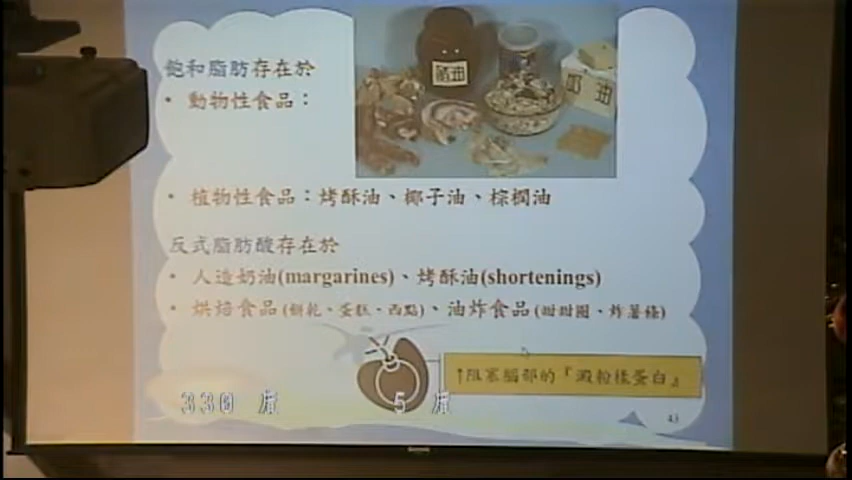 飽和脂肪存在於
• 動物性食品：
豬油
奶油
• 植物性食品：烤酥油、椰子油、棕櫚油
反式脂肪酸存在於
• 人造奶油(margarines)、烤酥油(shortenings)
• 烘焙食品(餅乾、蛋糕、西點)、油炸食品(甜甜圈、炸薯條)
↑阻塞腦部的『澱粉樣蛋白』
330 席 5 席
43